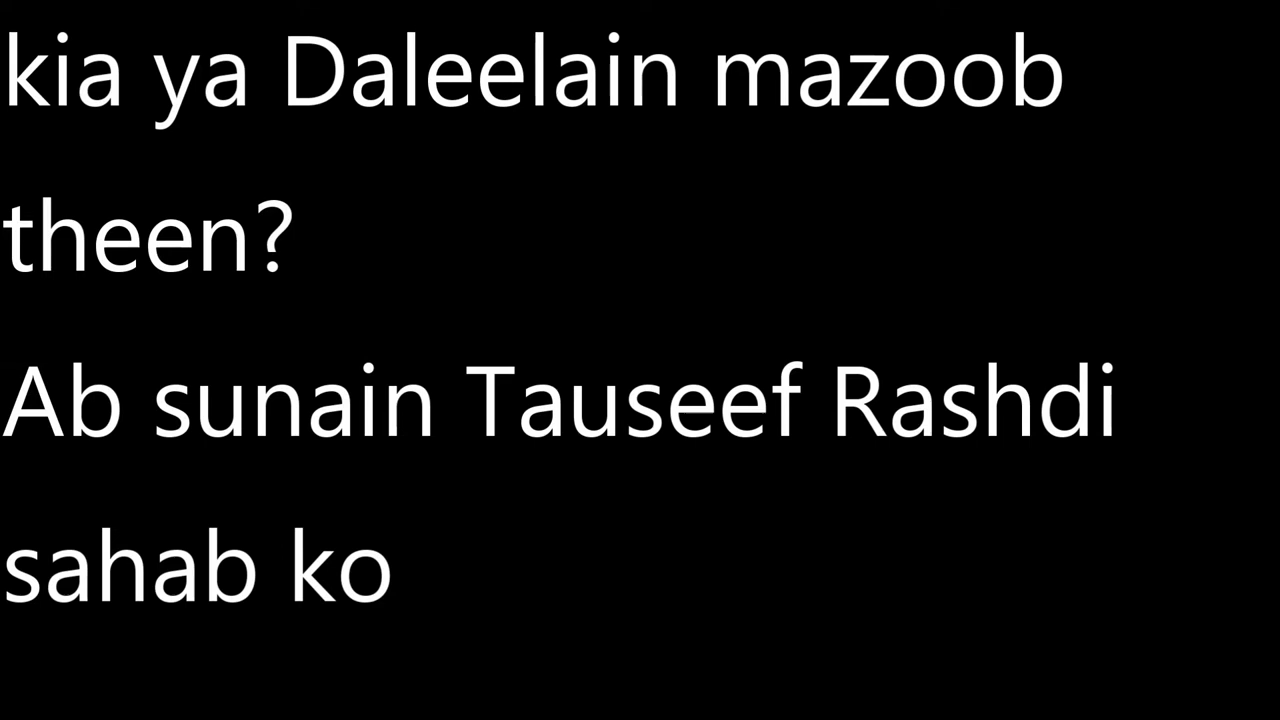 kia ya Daleelain mazoob
theen?
Ab sunain Tauseef Rashdi
sahab ko